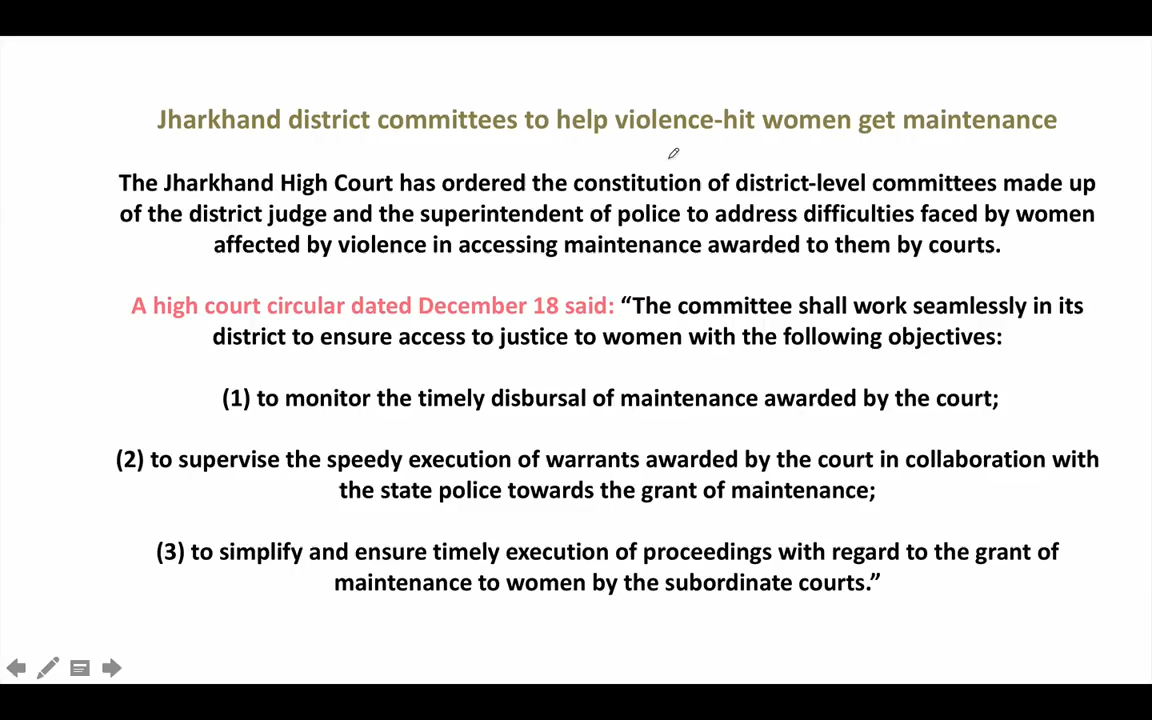 Jharkhand district committees to help violence-hit women get maintenance
The Jharkhand High Court has ordered the constitution of district-level committees made up
of the district judge and the superintendent of police to address difficulties faced by women
affected by violence in accessing maintenance awarded to them by courts.
A high court circular dated December 18 said: “The committee shall work seamlessly in its
district to ensure access to justice to women with the following objectives:
(1) to monitor the timely disbursal of maintenance awarded by the court;
(2) to supervise the speedy execution of warrants awarded by the court in collaboration with
the state police towards the grant of maintenance;
(3) to simplify and ensure timely execution of proceedings with regard to the grant of
maintenance to women by the subordinate courts.”